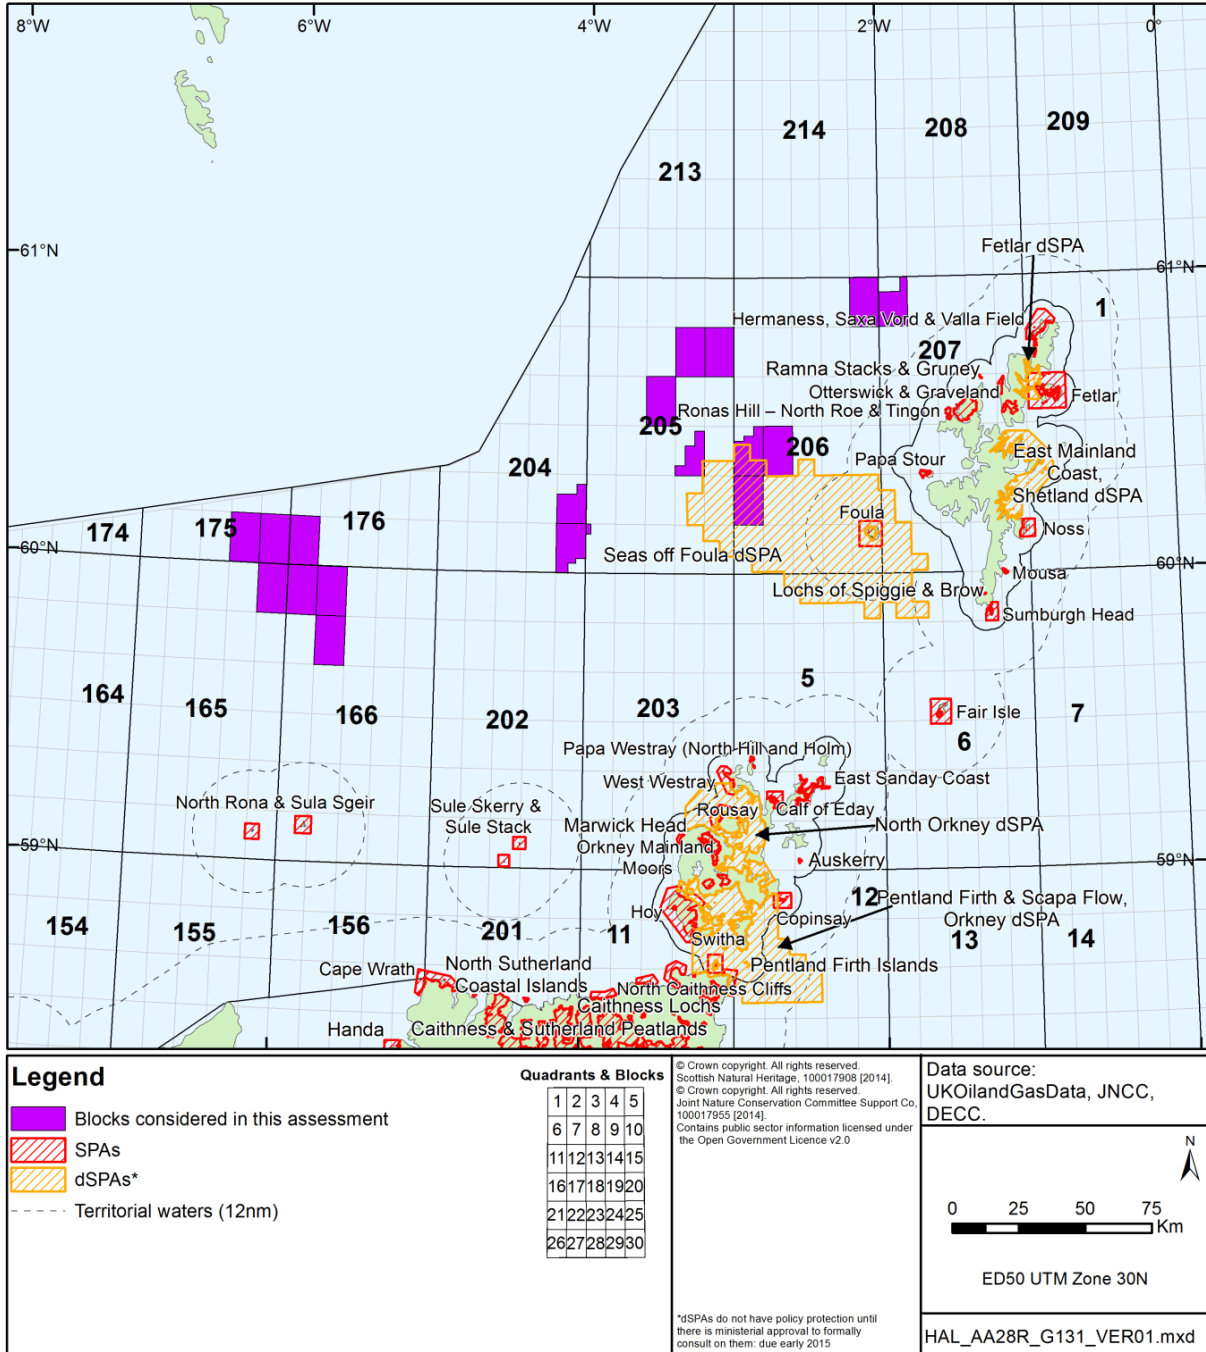 8°W
6°W
4°W
2°W
0°
214
208
209
213
61°N
Fetlar dSPA
61°N
1
Hermaness, Saxa Vord & Valla Field
207
Ramna Stacks & Gruney
Otterswick & Graveland
Fetlar
Ronas Hill – North Roe & Tingon
205
206
204
Papa Stour
East Mainland
Coast,
Shetland dSPA
174
175
176
60°N
Foula
Noss
Seas off Foula dSPA
60°N
Mousa
Lochs of Spiggie & Brow
Sumburgh Head
164
165
166
202
203
5
7
Fair Isle
6
Papa Westray (North Hill and Holm)
West Westray
East Sanday Coast
North Rona & Sula Sgeir
Sule Skerry &
Sule Stack
Rousay
Calf of Eday
Marwick Head
North Orkney dSPA
59°N
Orkney Mainland
Moors
Auskerry
59°N
12
Pentland Firth & Scapa Flow,
Orkney dSPA
154
155
156
201
11
Hoy
Copinsay
13
14
Switha
Cape Wrath
North Sutherland
Coastal Islands
Pentland Firth Islands
North Caithness Cliffs
Caithness Lochs
Handa
Caithness & Sutherland Peatlands
Legend
Blocks considered in this assessment
SPAs
dSPAs*
Territorial waters (12nm)
Quadrants & Blocks
1 2 3 4 5
6 7 8 9 10
11 12 13 14 15
16 17 18 19 20
21 22 23 24 25
26 27 28 29 30
© Crown copyright. All rights reserved.
Scottish Natural Heritage, 100017908 [2014].
© Crown copyright. All rights reserved.
Joint Nature Conservation Committee Support Co,
100017955 [2014].
Contains public sector information licensed under
the Open Government Licence v2.0
*dSPAs do not have policy protection until
there is ministerial approval to formally
consult on them: due early 2015
Data source:
UKOilandGasData, JNCC,
DECC.
N
0 25 50 75
Km
ED50 UTM Zone 30N
HAL_AA28R_G131_VER01.mxd